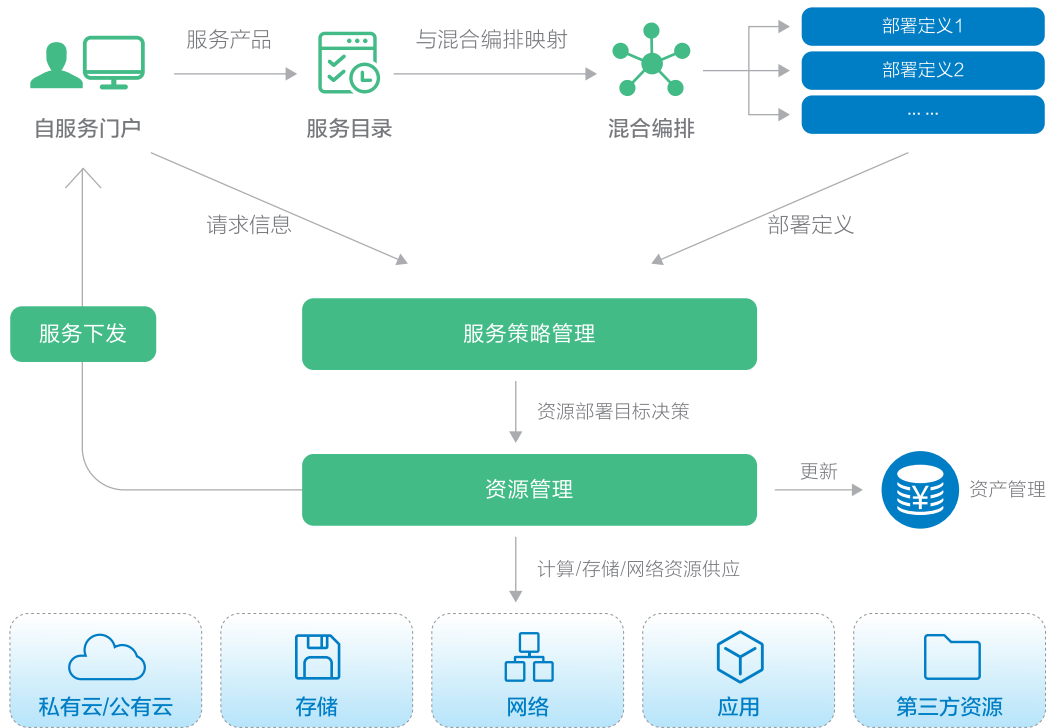 服务产品
与混合编排映射
部署定义1
部署定义2
... ...
自服务门户
服务目录
混合编排
请求信息
部署定义
服务下发
服务策略管理
资源部署目标决策
资源管理
更新
¥
资产管理
计算/存储/网络资源供应
私有云/公有云
存储
网络
应用
第三方资源